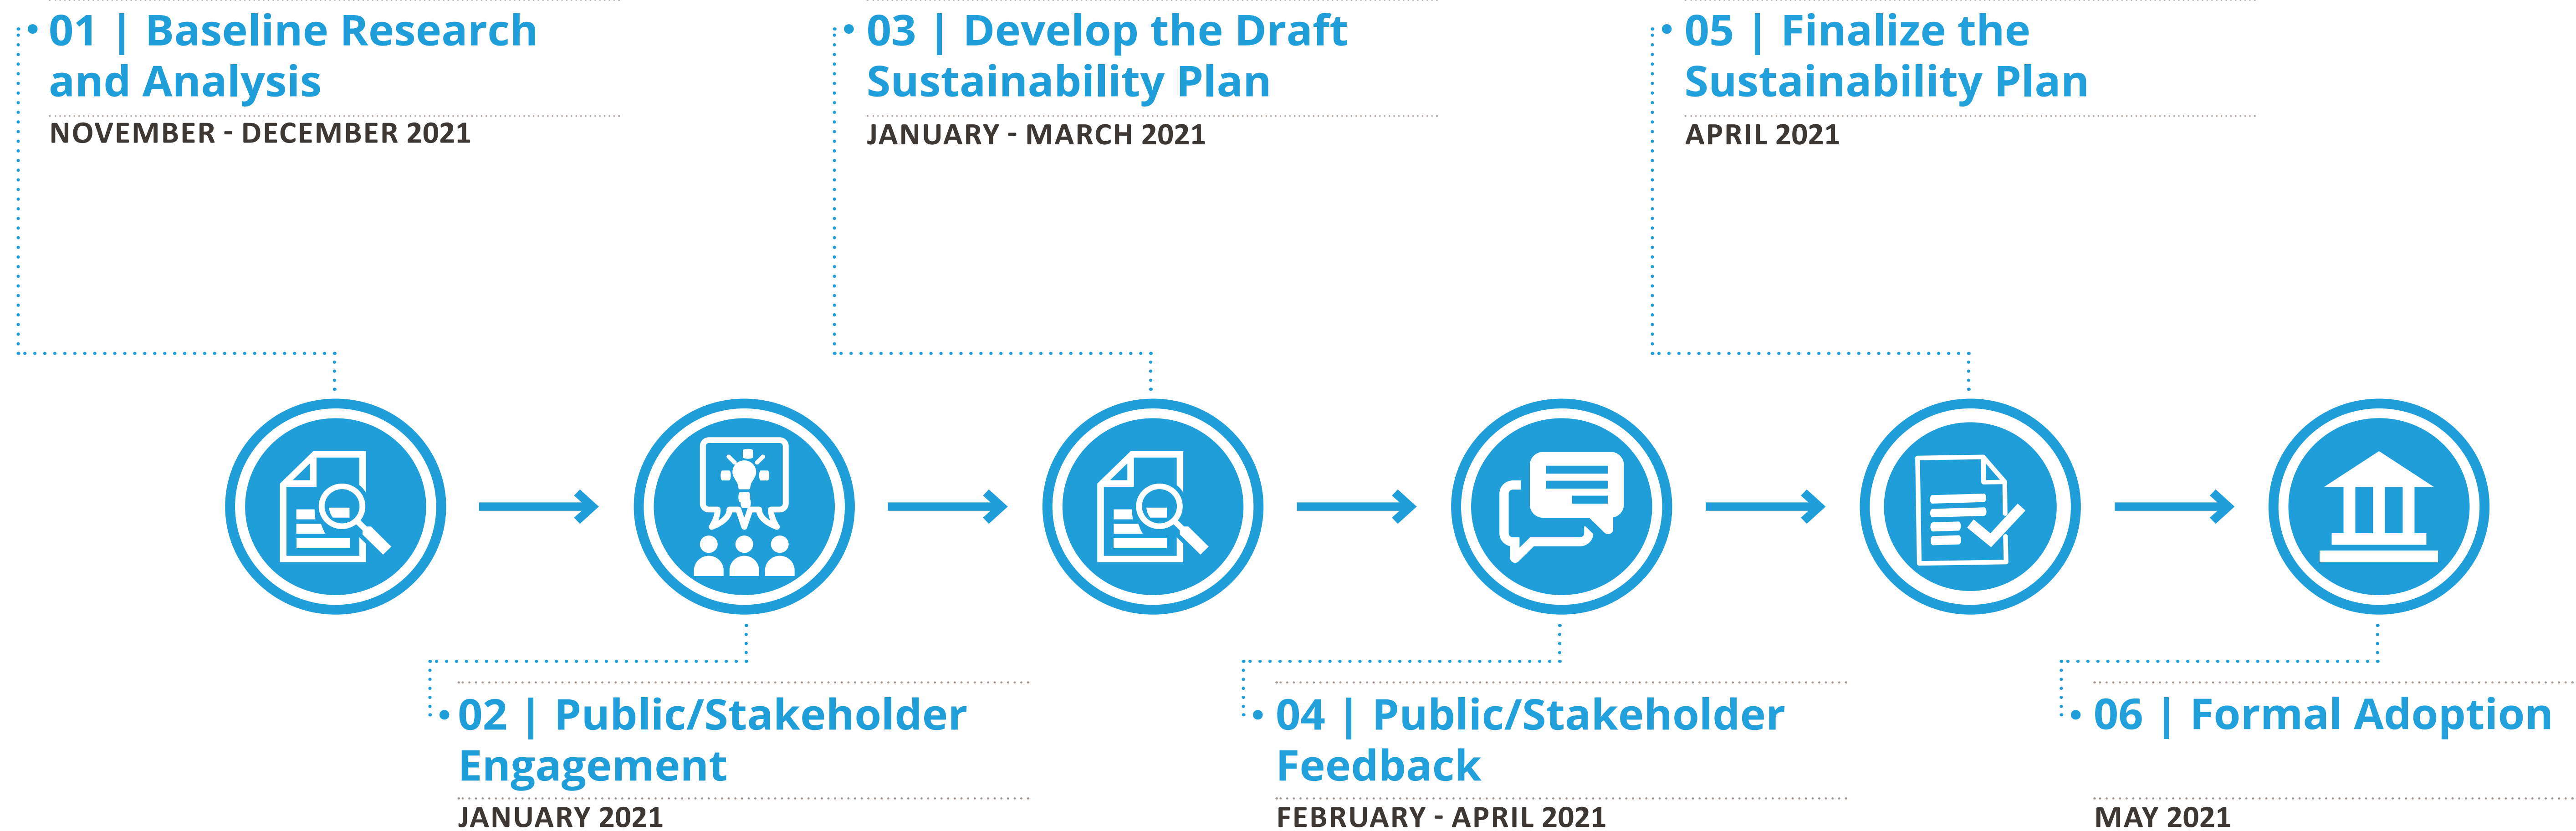 • 01 | Baseline Research
and Analysis
NOVEMBER - DECEMBER 2021
• 02 | Public/Stakeholder
Engagement
JANUARY 2021
• 03 | Develop the Draft
Sustainability Plan
JANUARY - MARCH 2021
• 04 | Public/Stakeholder
Feedback
FEBRUARY - APRIL 2021
• 05 | Finalize the
Sustainability Plan
APRIL 2021
• 06 | Formal Adoption
MAY 2021